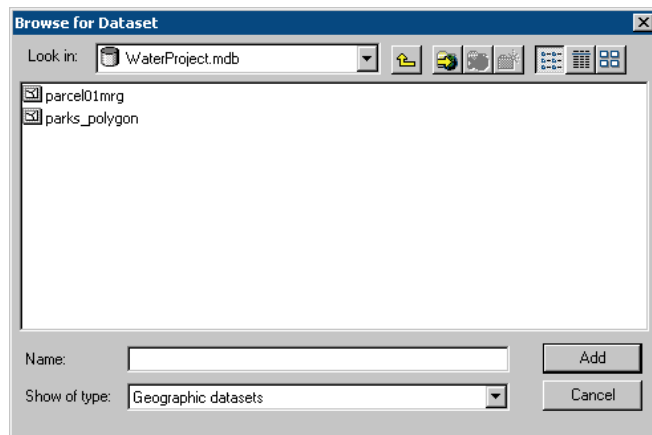 Browse for Dataset
Look in: WaterProject.mdb
parcel01mrg
parks_polygon
Name: Add
Show of type: Geographic datasets Cancel